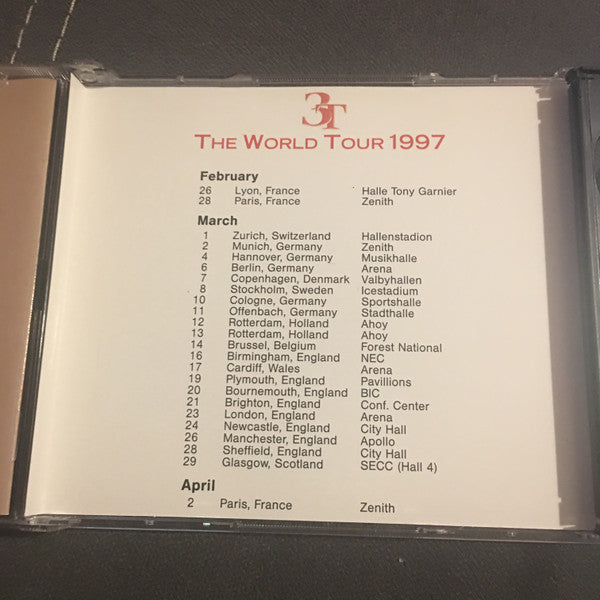 3T
THE WORLD TOUR 1997
February
26 Lyon, France Halle Tony Garnier
28 Paris, France Zenith
March
1 Zurich, Switzerland Hallenstadion
2 Munich, Germany Zenith
4 Hannover, Germany Musikhalle
6 Berlin, Germany Arena
7 Copenhagen, Denmark Valbyhallen
8 Stockholm, Sweden Icestadium
10 Cologne, Germany Sportshalle
11 Offenbach, Germany Stadthalle
12 Rotterdam, Holland Ahoy
13 Rotterdam, Holland Ahoy
14 Brussel, Belgium Forest National
16 Birmingham, England NEC
17 Cardiff, Wales Arena
19 Plymouth, England Pavillions
20 Bournemouth, England BIC
21 Brighton, England Conf. Center
23 London, England Arena
24 Newcastle, England City Hall
26 Manchester, England Apollo
28 Sheffield, England City Hall
29 Glasgow, Scotland SECC (Hall 4)
April
2 Paris, France Zenith